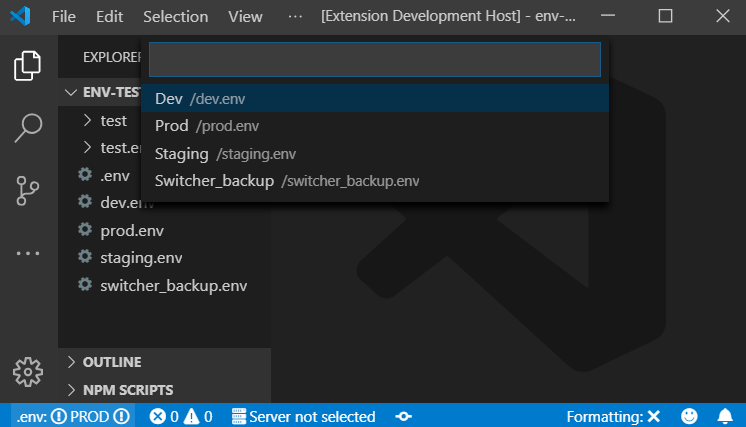 File Edit Selection View ··· [Extension Development Host] - env-...
EXPLORER
ENV-TES
Dev /dev.env
Prod /prod.env
Staging /staging.env
Switcher_backup /switcher_backup.env
test
test.en
.env
dev.env
prod.env
staging.env
switcher_backup.env
OUTLINE
NPM SCRIPTS
.env: PROD 0 0 Server not selected Formatting: